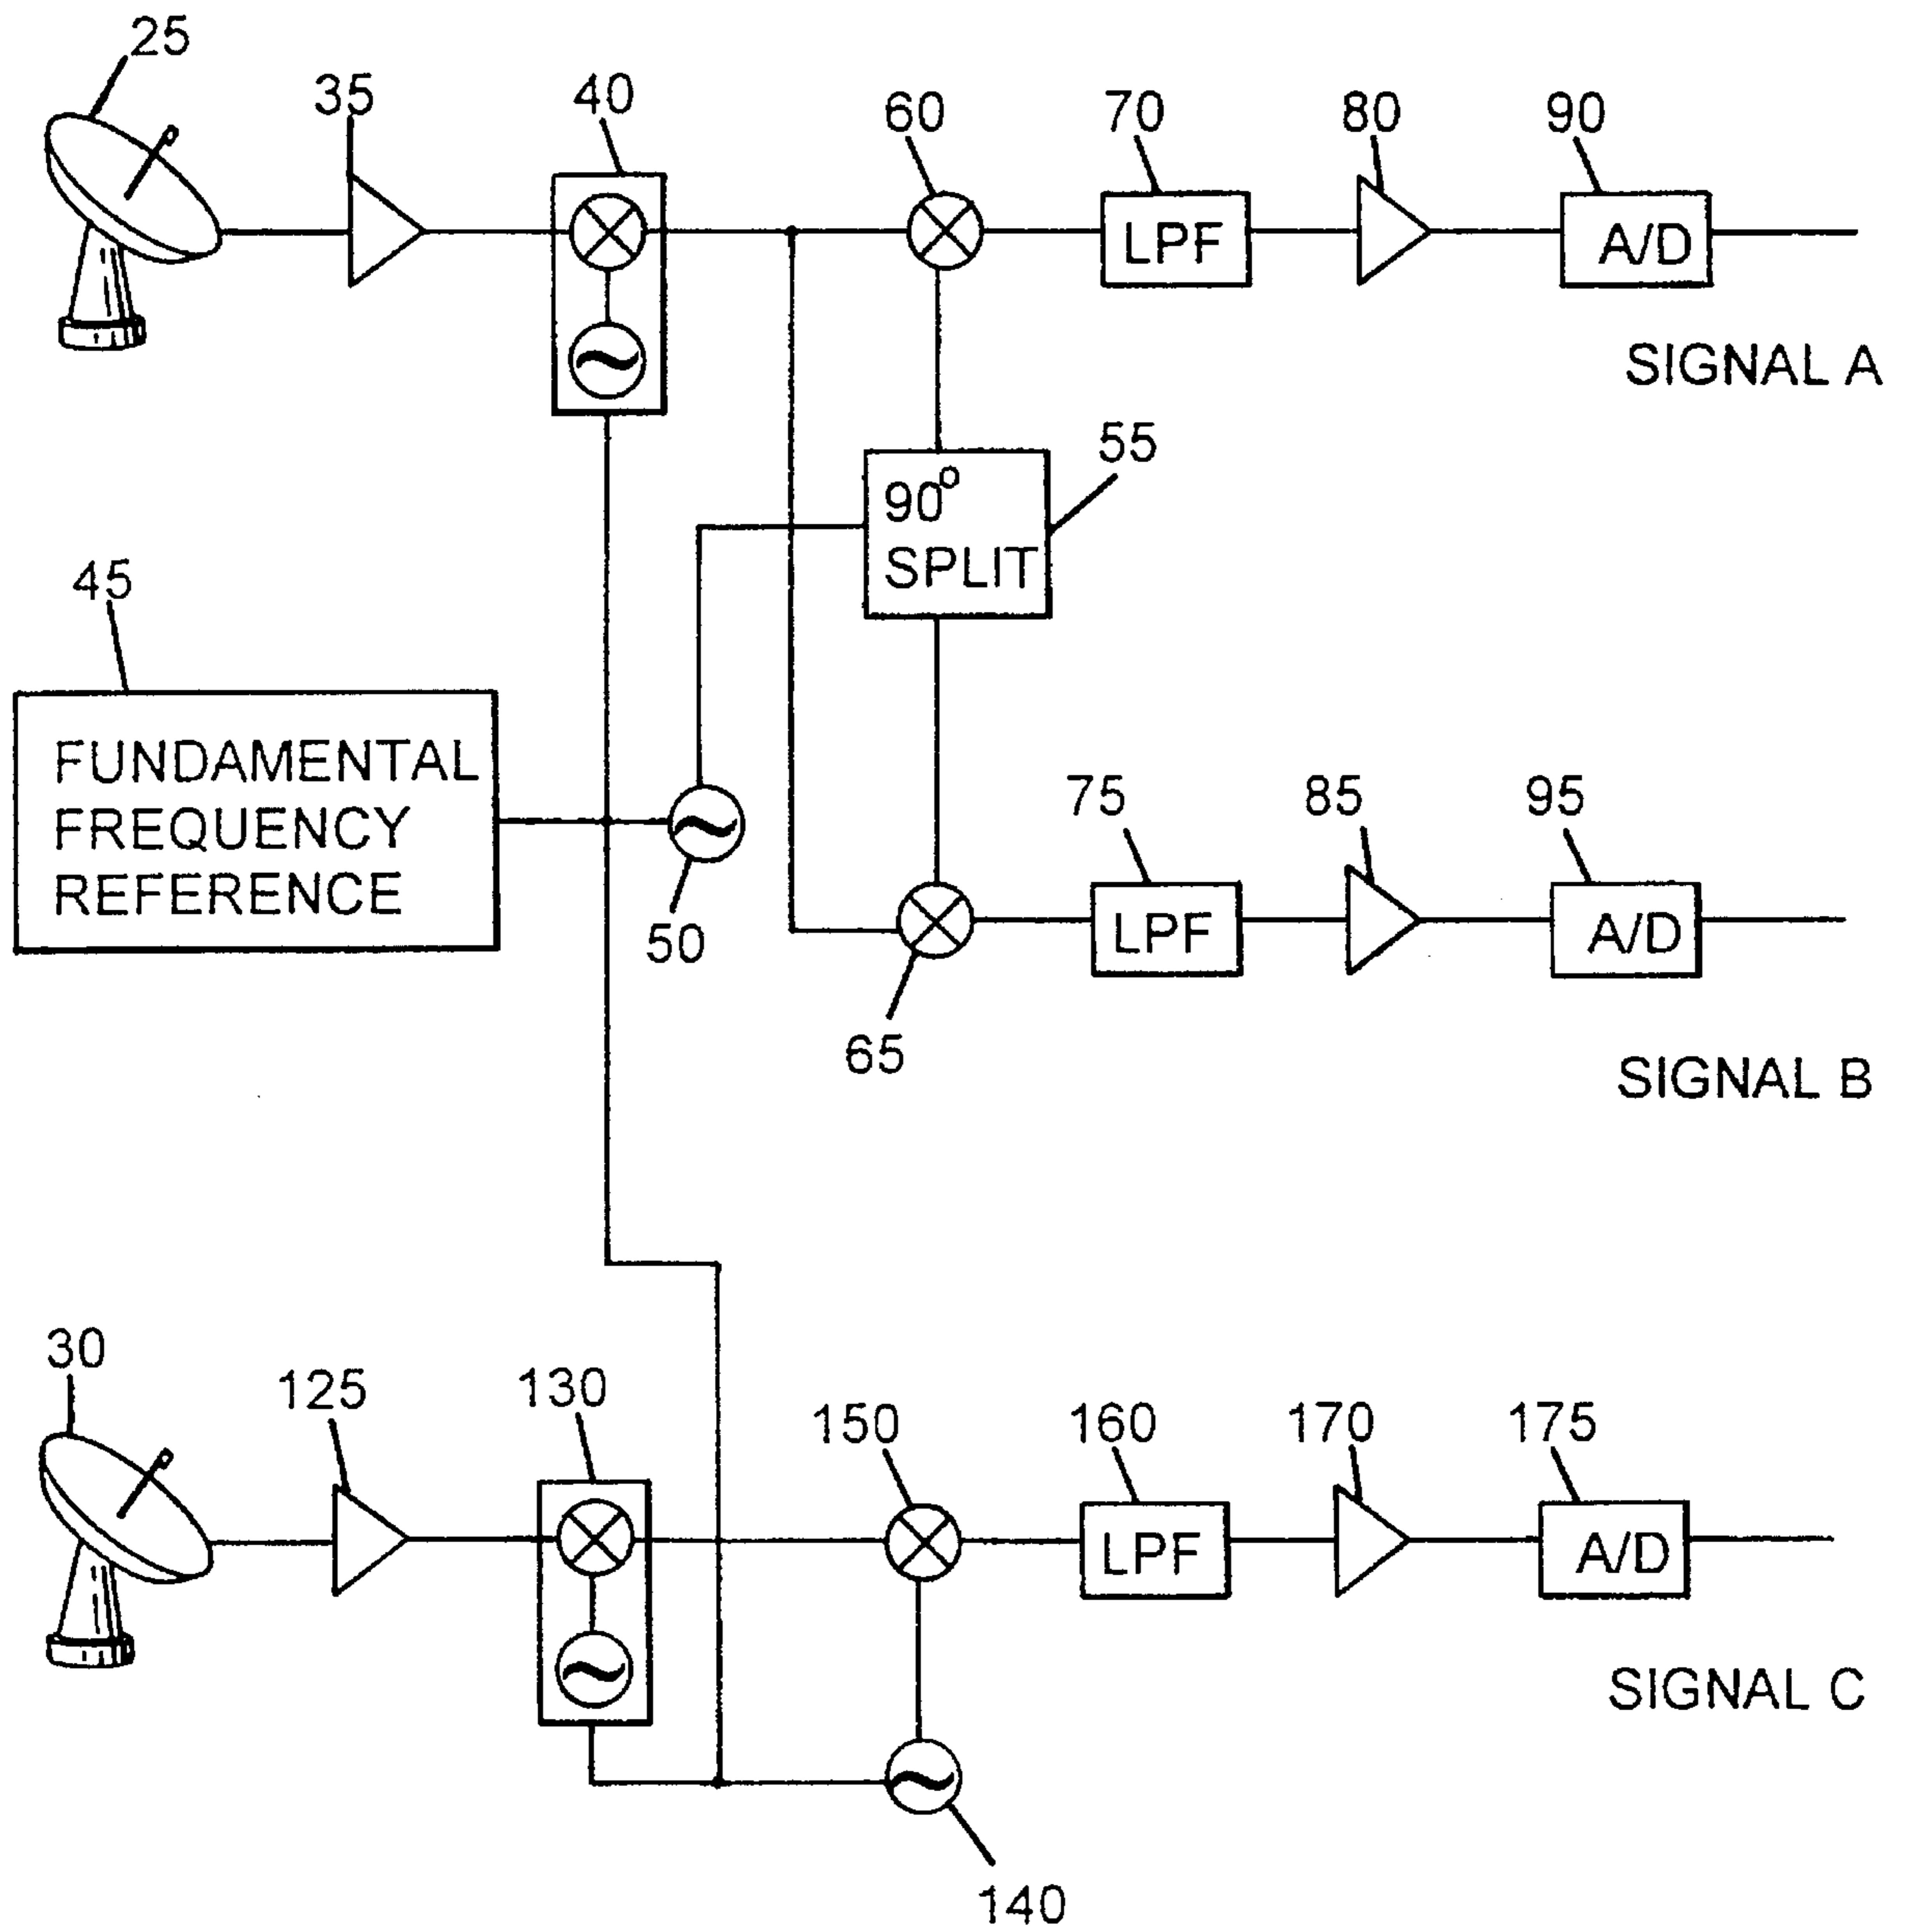 25
35
40
60
70
80
90
LPF
A/D
SIGNAL A
55
90°
SPLIT
45
FUNDAMENTAL
FREQUENCY
REFERENCE
50
75
85
95
LPF
A/D
65
SIGNAL B
30
125
130
150
160
170
175
LPF
A/D
SIGNAL C
140